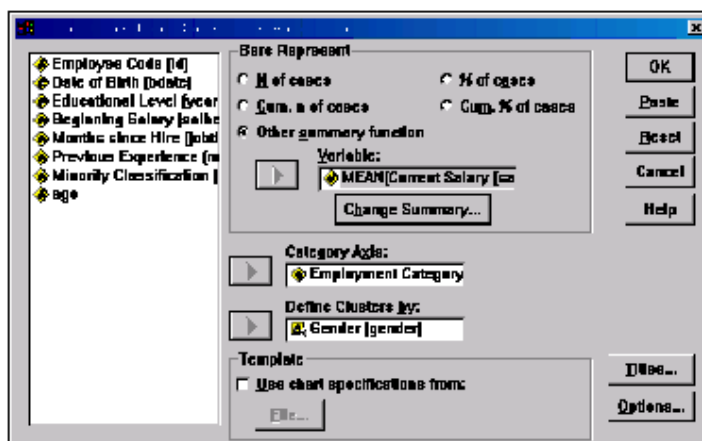 Employee Code [id]
Date of Birth [bdate]
Educational Level [year
Beginning Salary [salbe
Months since Hire [jobti
Previous Experience [m
Minority Classification [
age
Bars Represent
N of cases
% of cases
Cum. n of cases
Cum. % of cases
Other summary function
Variable:
MEAN[Current Salary [sa
Change Summary...
Category Axis:
Employment Category
Define Clusters by:
Gender [gender]
Template
Use chart specifications from:
File...
OK
Paste
Reset
Cancel
Help
Titles...
Options...